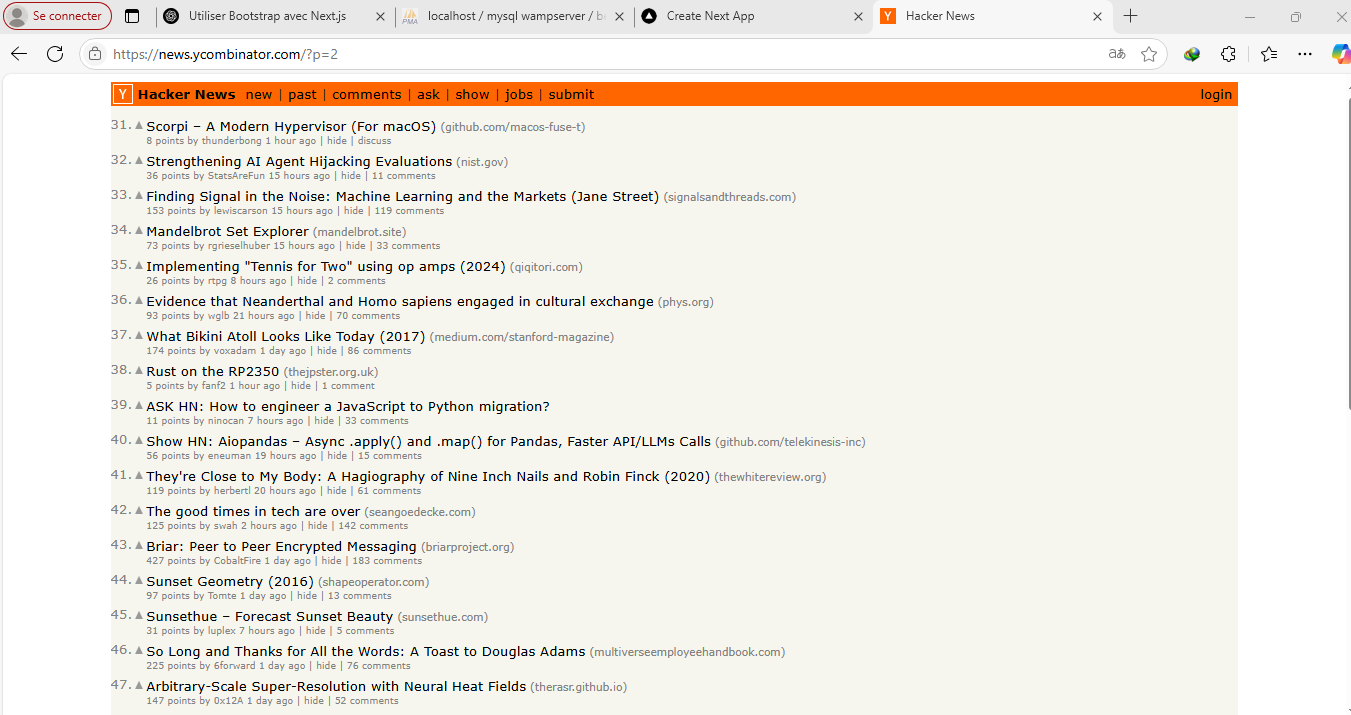 Se connecter
Utiliser Bootstrap avec Next.js
PMA
localhost / mysql wampserver /
Create Next App
Y
Hacker News
https://news.ycombinator.com/?p=2
aあ
Y Hacker News new | past | comments | ask | show | jobs | submit login
31. Scorpi – A Modern Hypervisor (For macOS) (github.com/macos-fuse-t)
8 points by thunderbong 1 hour ago | hide | discuss
32. Strengthening AI Agent Hijacking Evaluations (nist.gov)
36 points by StatsAreFun 15 hours ago | hide | 11 comments
33. Finding Signal in the Noise: Machine Learning and the Markets (Jane Street) (signalsandthreads.com)
153 points by lewiscarson 15 hours ago | hide | 119 comments
34. Mandelbrot Set Explorer (mandelbrot.site)
73 points by rgrieselhuber 15 hours ago | hide | 33 comments
35. Implementing "Tennis for Two" using op amps (2024) (qiqitori.com)
26 points by rtpg 8 hours ago | hide | 2 comments
36. Evidence that Neanderthal and Homo sapiens engaged in cultural exchange (phys.org)
93 points by wglb 21 hours ago | hide | 70 comments
37. What Bikini Atoll Looks Like Today (2017) (medium.com/stanford-magazine)
174 points by voxadam 1 day ago | hide | 86 comments
38. Rust on the RP2350 (thejpster.org.uk)
5 points by fanf2 1 hour ago | hide | 1 comment
39. ASK HN: How to engineer a JavaScript to Python migration?
11 points by ninocan 7 hours ago | hide | 33 comments
40. Show HN: Aiopandas – Async .apply() and .map() for Pandas, Faster API/LLMs Calls (github.com/telekinesis-inc)
56 points by eneuman 19 hours ago | hide | 15 comments
41. They're Close to My Body: A Hagiography of Nine Inch Nails and Robin Finck (2020) (thewhitereview.org)
119 points by herbertl 20 hours ago | hide | 61 comments
42. The good times in tech are over (seangoedecke.com)
125 points by swah 2 hours ago | hide | 142 comments
43. Briar: Peer to Peer Encrypted Messaging (briarproject.org)
427 points by CobaltFire 1 day ago | hide | 183 comments
44. Sunset Geometry (2016) (shapeoperator.com)
97 points by Tomte 1 day ago | hide | 13 comments
45. Sunsethue – Forecast Sunset Beauty (sunsethue.com)
31 points by luplex 7 hours ago | hide | 5 comments
46. So Long and Thanks for All the Words: A Toast to Douglas Adams (multiverseemployeehandbook.com)
225 points by 6forward 1 day ago | hide | 76 comments
47. Arbitrary-Scale Super-Resolution with Neural Heat Fields (therasr.github.io)
147 points by 0x12A 1 day ago | hide | 52 comments